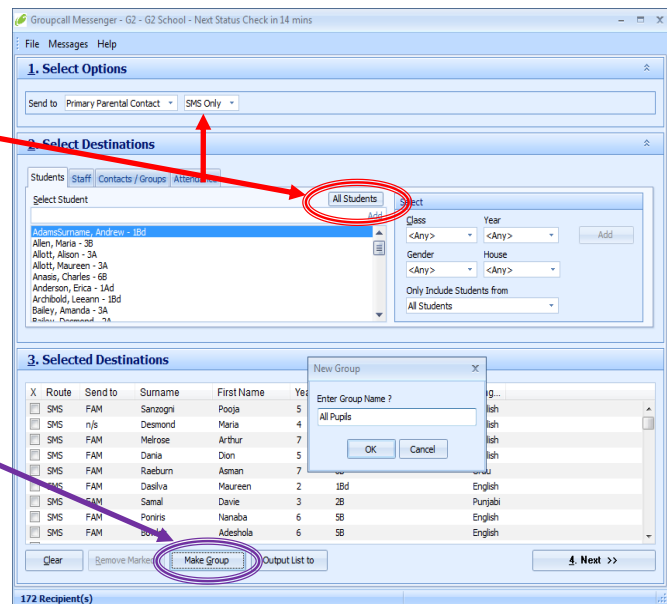 Groupcall Messenger - G2 - G2 School - Next Status Check in 14 mins
File Messages Help
1. Select Options
Send to Primary Parental Contact SMS Only
2. Select Destinations
Students Staff Contacts / Groups
Select Student All Students Select
Add
AdamsSurname, Andrew - 1Bd
Allen, Maria - 3B
Allott, Alison - 3A
Allott, Maureen - 3A
Anasis, Charles - 6B
Anderson, Erica - 1Ad
Archibold, Leeann - 1Bd
Bailey, Amanda - 3A
Bailey, Desmond - 2A
Class Year
<Any> <Any> Add
Gender House
<Any> <Any>
Only Include Students from
All Students
3. Selected Destinations
X Route Send to Surname First Name
SMS FAM Sanzogni Pooja 5
SMS n/s Desmond Maria 4
SMS FAM Melrose Arthur 7
SMS FAM Dania Dion 5
SMS FAM Raeburn Asman 7
SMS FAM Dasilva Maureen 2 1Bd English
SMS FAM Samal Davie 3 2B Punjabi
SMS FAM Poniris Nanaba 6 5B English
SMS FAM Adeshola 6 5B English
New Group X
Enter Group Name ?
All Pupils
OK Cancel
Clear Remove Marked Make Group Output List to 4. Next >>
172 Recipient(s)